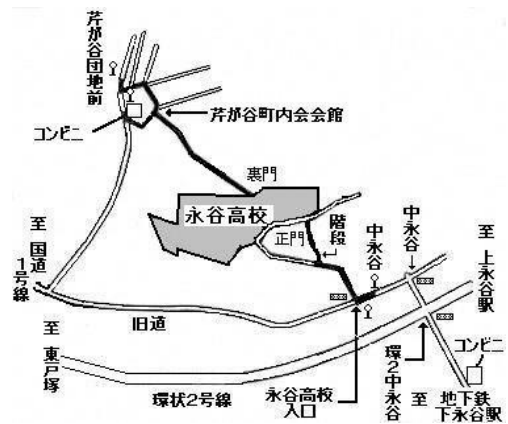 芹が谷団地前
コンビニ
芹が谷町内会会館
裏門
永谷高校
正門
階段
中永谷
中永谷
至上永谷駅
至国道1号線
旧道
至東戸塚
環状2号線
永谷高校
入口
環2中永谷
コンビニ
至
地下鉄
下永谷駅